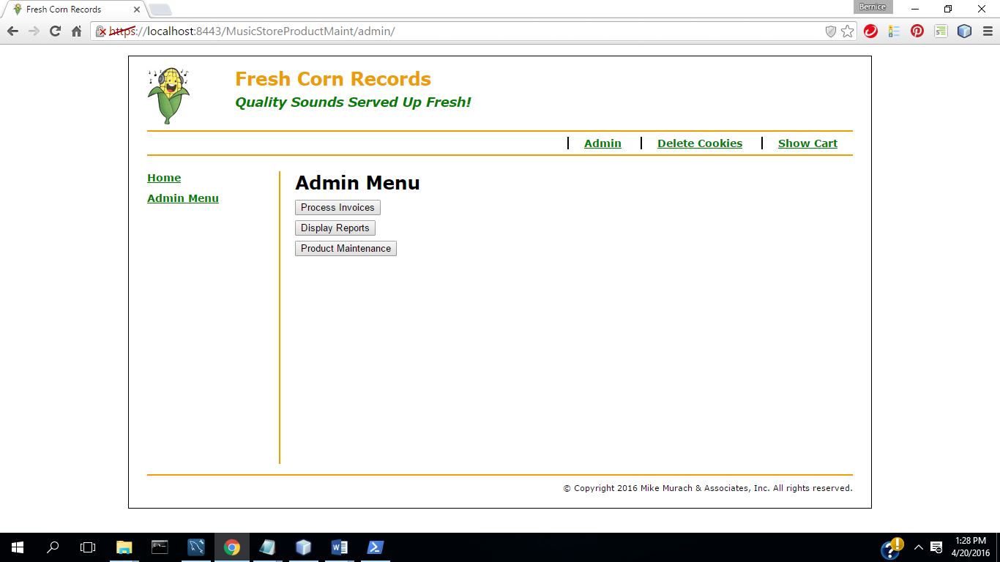 Fresh Corn Records
Bernice
https://localhost:8443/MusicStoreProductMaint/admin/
Fresh Corn Records
Quality Sounds Served Up Fresh!
Admin
Delete Cookies
Show Cart
Home
Admin Menu
Admin Menu
Process Invoices
Display Reports
Product Maintenance
© Copyright 2016 Mike Murach & Associates, Inc. All rights reserved.
1:28 PM
4/20/2016